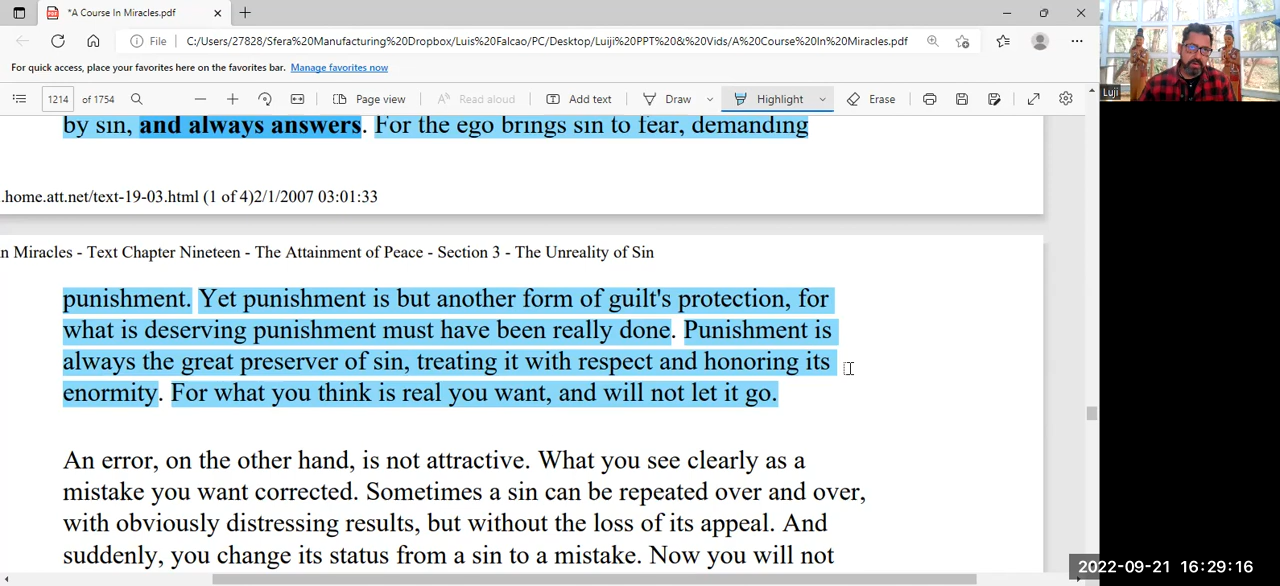 *A Course In Miracles.pdf
File
C:/Users/27828/Sfera%20Manufacturing%20Dropbox/Luis%20Falcao/PC/Desktop/Luiji%20PPT%20&%20Vids/A%20Course%20In%20Miracles.pdf
For quick access, place your favorites here on the favorites bar. Manage favorites now
1214 of 1754 Page view Read aloud Add text Draw Highlight Erase
Luji
by sin, and always answers. For the ego brings sin to fear, demanding
.home.att.net/text-19-03.html (1 of 4)2/1/2007 03:01:33
n Miracles - Text Chapter Nineteen - The Attainment of Peace - Section 3 - The Unreality of Sin
punishment. Yet punishment is but another form of guilt's protection, for
what is deserving punishment must have been really done. Punishment is
always the great preserver of sin, treating it with respect and honoring its
enormity. For what you think is real you want, and will not let it go.
An error, on the other hand, is not attractive. What you see clearly as a
mistake you want corrected. Sometimes a sin can be repeated over and over,
with obviously distressing results, but without the loss of its appeal. And
suddenly, you change its status from a sin to a mistake. Now you will not
2022-09-21 16:29:16